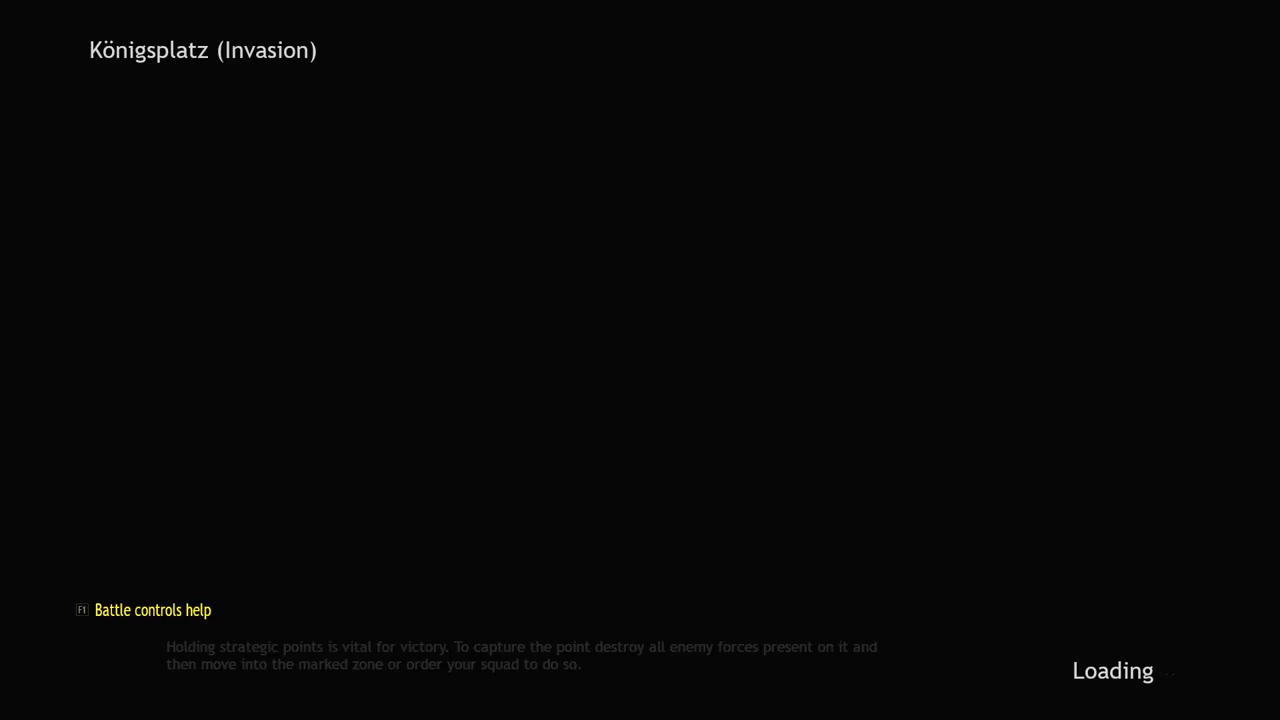 Königsplatz (Invasion)
F1 Battle controls help
Holding strategic points is vital for victory. To capture the point destroy all enemy forces present on it and
then move into the marked zone or order your squad to do so.
Loading . .